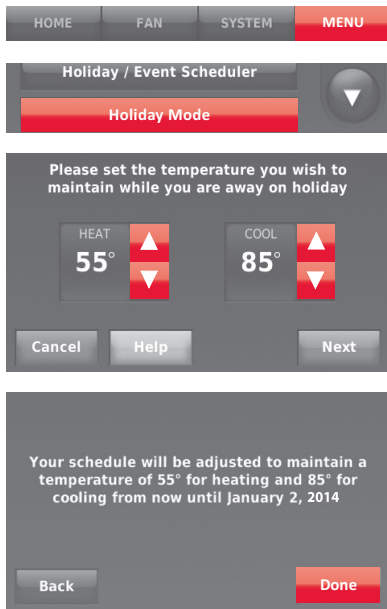 HOME FAN SYSTEM MENU
Holiday / Event Scheduler
Holiday Mode
Please set the temperature you wish to
maintain while you are away on holiday
HEAT COOL
55° 85°
Cancel Help Next
Your schedule will be adjusted to maintain a
temperature of 55° for heating and 85° for
cooling from now until January 2, 2014
Back Done